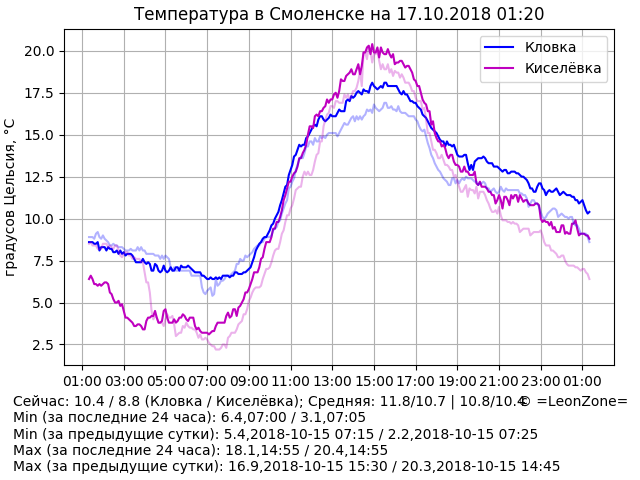 Температура в Смоленске на 17.10.2018 01:20
Кловка
Киселёвка
градусов Цельсия, °C
20.0
17.5
15.0
12.5
10.0
7.5
5.0
2.5
01:00 03:00 05:00 07:00 09:00 11:00 13:00 15:00 17:00 19:00 21:00 23:00 01:00
Сейчас: 10.4 / 8.8 (Кловка / Киселёвка); Средняя: 11.8/10.7 | 10.8/10.4 © =LeonZone=
Min (за последние 24 часа): 6.4,07:00 / 3.1,07:05
Min (за предыдущие сутки): 5.4,2018-10-15 07:15 / 2.2,2018-10-15 07:25
Max (за последние 24 часа): 18.1,14:55 / 20.4,14:55
Max (за предыдущие сутки): 16.9,2018-10-15 15:30 / 20.3,2018-10-15 14:45